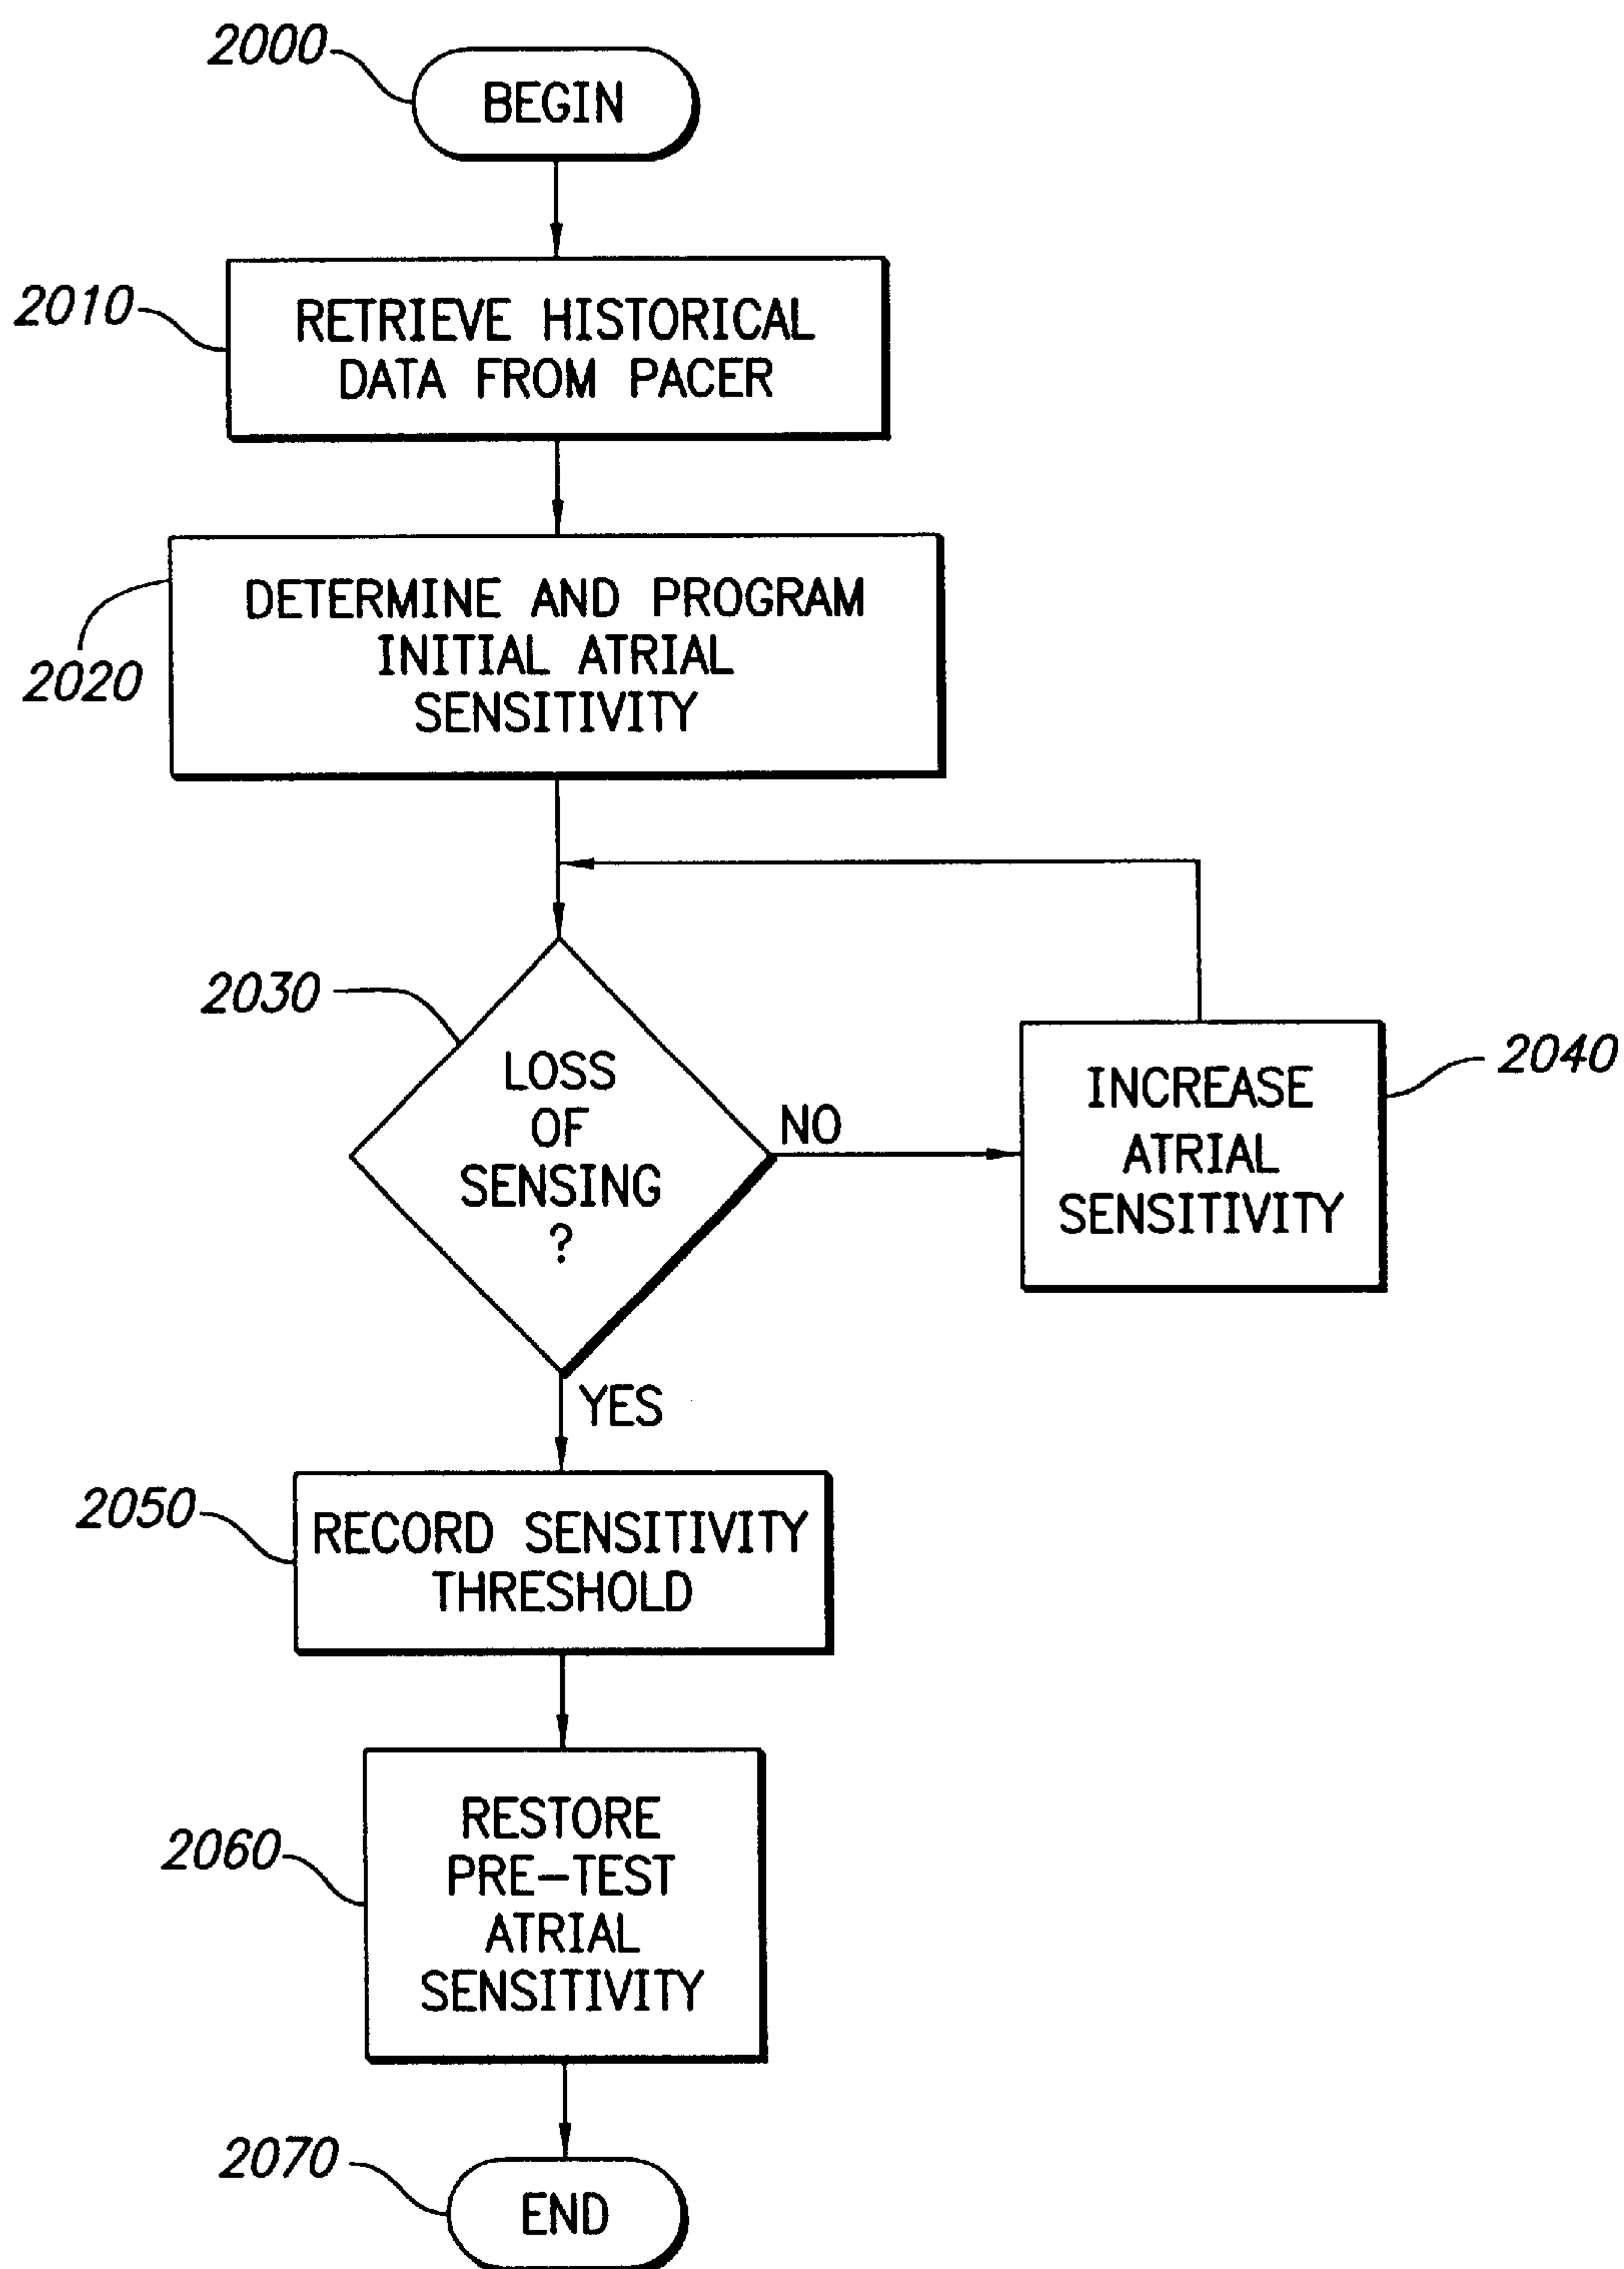 2000
BEGIN
2010
RETRIEVE HISTORICAL
DATA FROM PACER
2020
DETERMINE AND PROGRAM
INITIAL ATRIAL
SENSITIVITY
2030
LOSS
OF
SENSING
?
NO
2040
INCREASE
ATRIAL
SENSITIVITY
YES
2050
RECORD SENSITIVITY
THRESHOLD
2060
RESTORE
PRE-TEST
ATRIAL
SENSITIVITY
2070
END